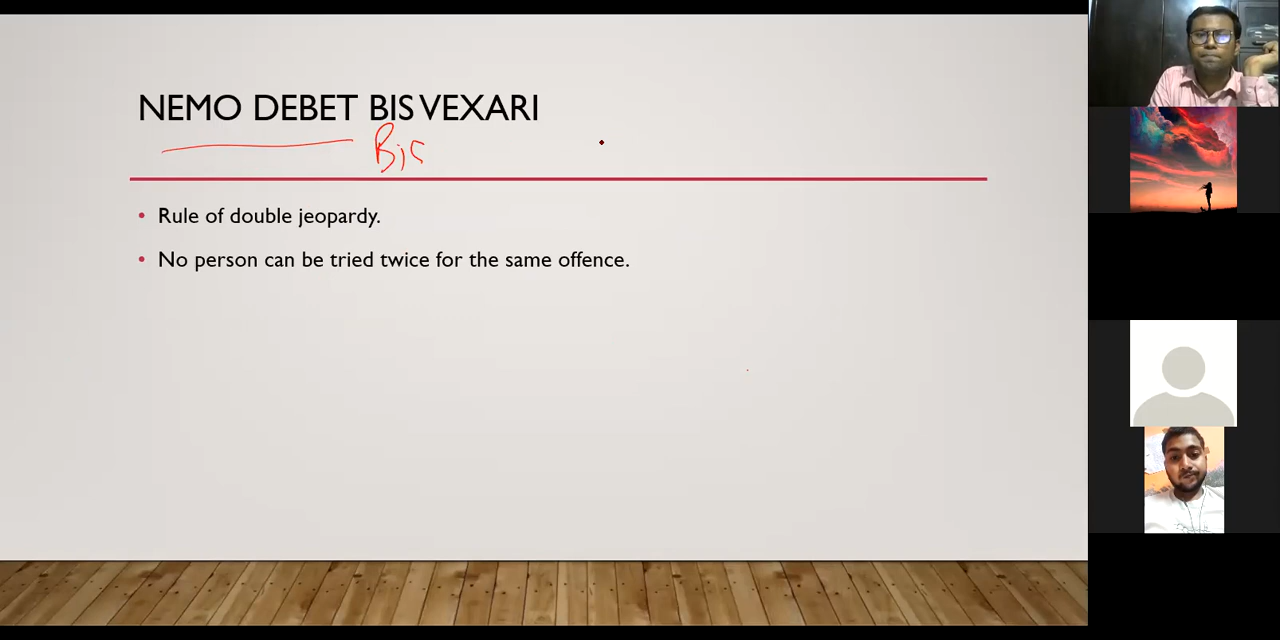 NEMO DEBET BIS VEXARI
Bis
• Rule of double jeopardy.
• No person can be tried twice for the same offence.